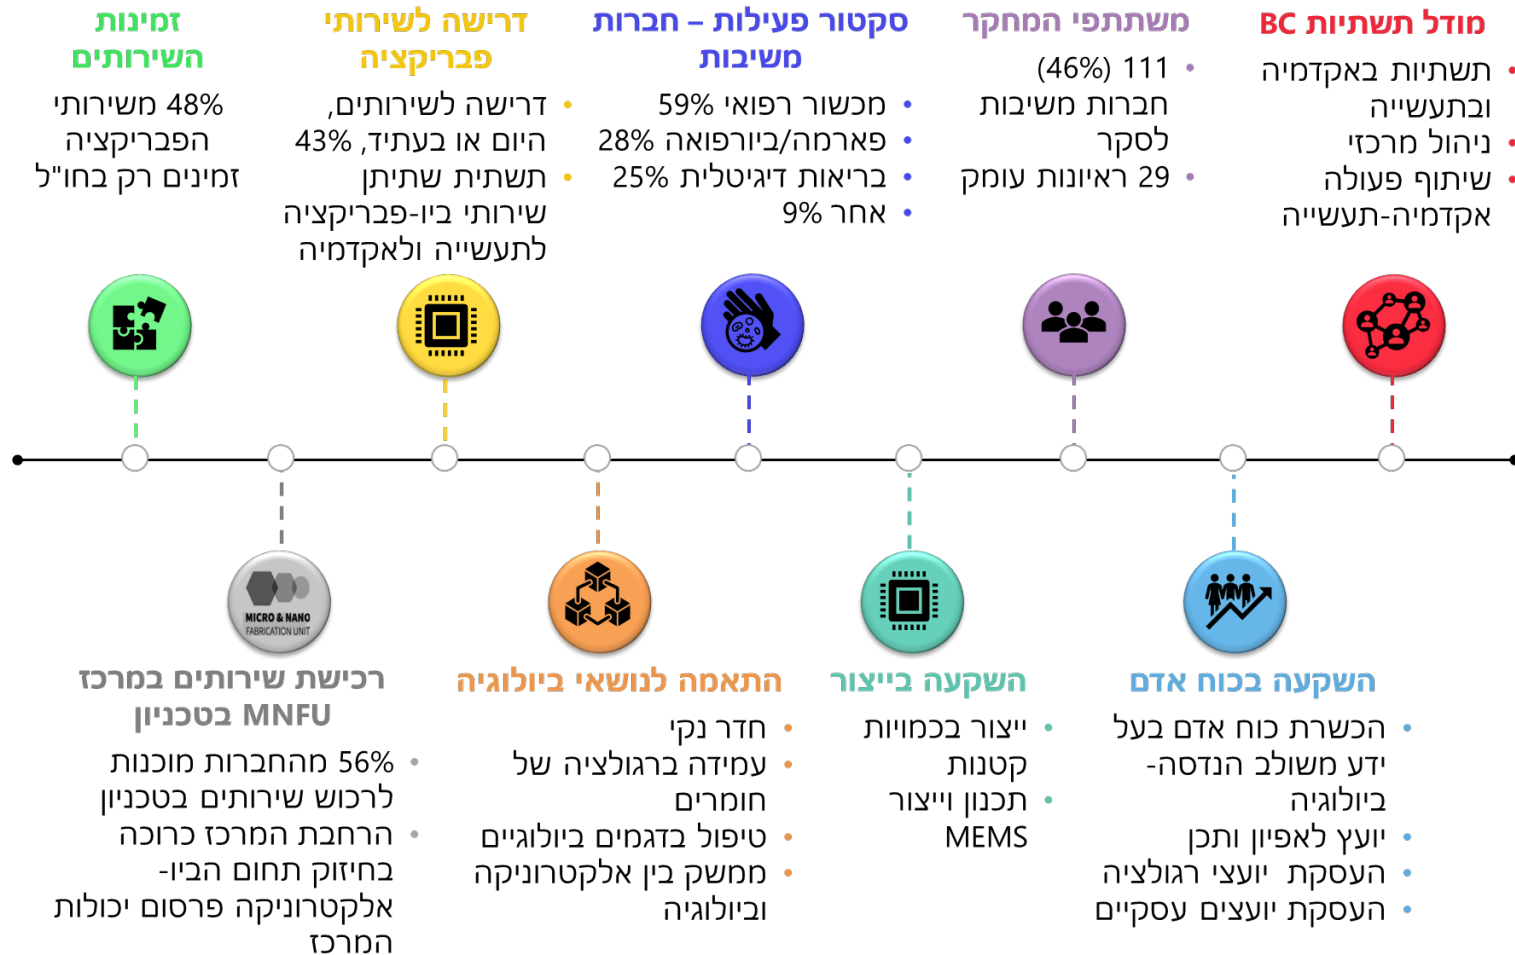 מודל תשתיות BC
תשתיות באקדמיה
ובתעשייה
ניהול מרכזי
שיתוף פעולה
אקדמיה-תעשייה
משתתפי המחקר
111 (46%)
חברות משיבות
לסקר
29 ראיונות עומק
סקטור פעילות – חברות
משיבות
מכשור רפואי 59%
פארמה/ביורפואה 28%
בריאות דיגיטלית 25%
אחר 9%
דרישה לשירותי
פבריקציה
דרישה לשירותים,
היום או בעתיד, 43%
תשתית שתיתן
שירותי ביו-פבריקציה
לתעשייה ולאקדמיה
זמינות
השירותים
48% משירותי
הפבריקציה
זמינים רק בחו"ל
השקעה בכוח אדם
הכשרת כוח אדם בעל
ידע משולב הנדסה-
ביולוגיה
יועץ לאפיון ותכן
העסקת יועצי רגולציה
העסקת יועצים עסקיים
השקעה בייצור
ייצור בכמויות
קטנות
תכנון וייצור
MEMS
התאמה לנושאי ביולוגיה
חדר נקי
עמידה ברגולציה של
חומרים
טיפול בדגמים ביולוגיים
ממשק בין אלקטרוניקה
וביולוגיה
MICRO & NANO
FABRICATION UNIT
רכישת שירותים במרכז
MNFU בטכניון
56% מהחברות מוכנות
לרכוש שירותים בטכניון
הרחבת המרכז כרוכה
בחיזוק תחום הביו-
אלקטרוניקה פרסום יכולות
המרכז